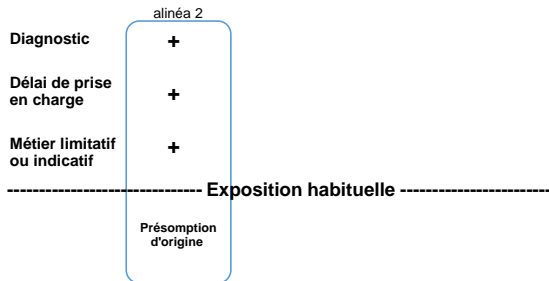 alinéa 2
Diagnostic +
Délai de prise
en charge +
Métier limitatif
ou indicatif +
------------------------------- Exposition habituelle ------------------------
Présomption
d'origine